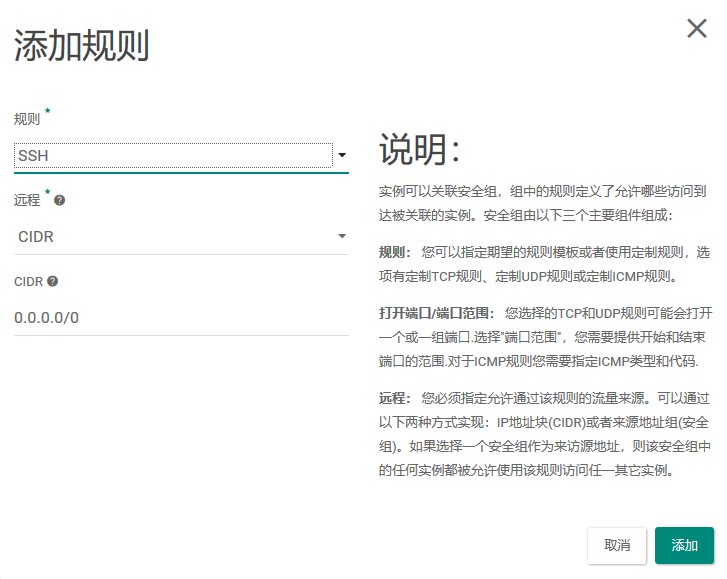 添加规则
规则 *
SSH
远程 *
CIDR
CIDR
0.0.0.0/0
说明：
实例可以关联安全组，组中的规则定义了允许哪些访问到
达被关联的实例。安全组由以下三个主要组件组成：
规则： 您可以指定期望的规则模板或者使用定制规则，选
项有定制TCP规则、定制UDP规则或定制ICMP规则。
打开端口/端口范围： 您选择的TCP和UDP规则可能会打开
一个或一组端口.选择"端口范围"，您需要提供开始和结束
端口的范围.对于ICMP规则您需要指定ICMP类型和代码.
远程： 您必须指定允许通过该规则的流量来源。可以通过
以下两种方式实现：IP地址块(CIDR)或者来源地址组(安全
组)。如果选择一个安全组作为来访源地址，则该安全组中
的任何实例都被允许使用该规则访问任一其它实例。
取消
添加